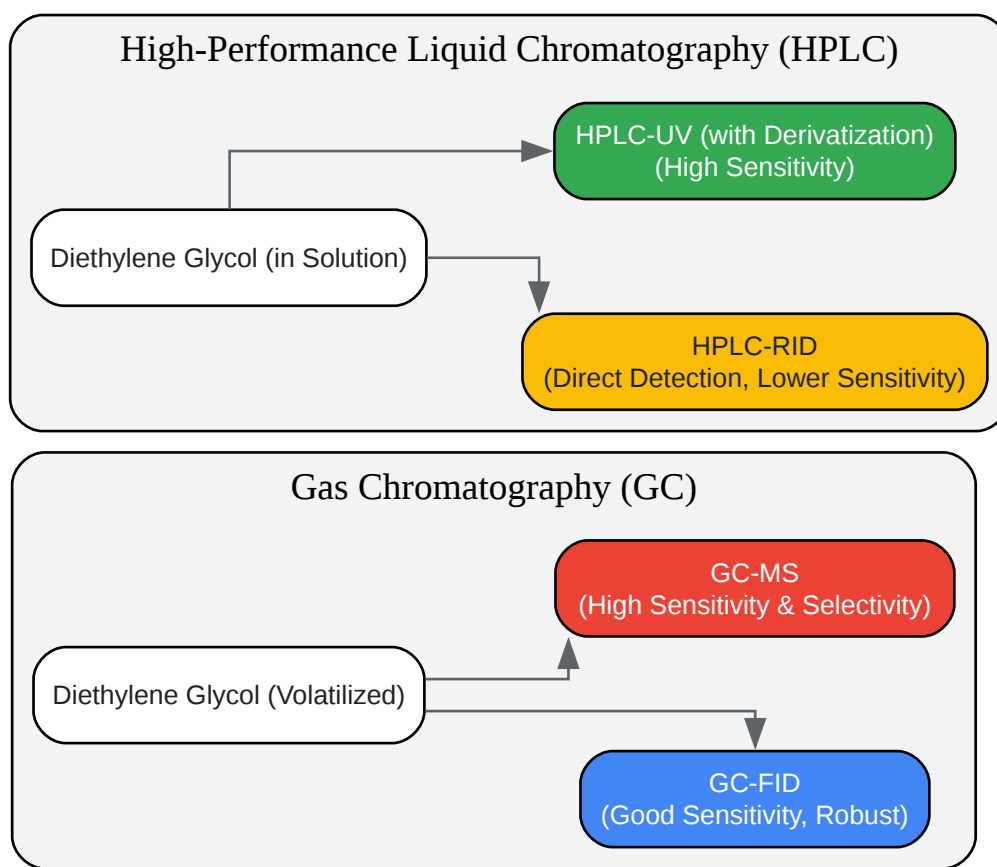 High-Performance Liquid Chromatography (HPLC)
HPLC-UV (with Derivatization)
(High Sensitivity)
Diethylene Glycol (in Solution)
HPLC-RID
(Direct Detection, Lower Sensitivity)
Gas Chromatography (GC)
GC-MS
(High Sensitivity & Selectivity)
Diethylene Glycol (Volatilized)
GC-FID
(Good Sensitivity, Robust)